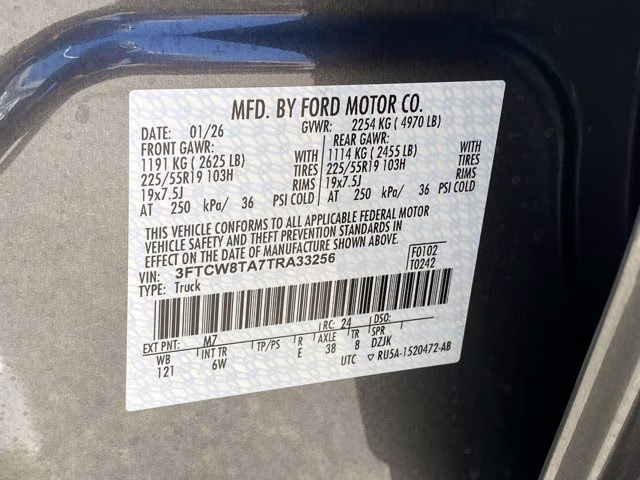 MFD. BY FORD MOTOR CO.
DATE: 01/26 GVWR: 2254 KG ( 4970 LB)
FRONT GAWR: REAR GAWR:
1191 KG ( 2625 LB) WITH 1114 KG ( 2455 LB) WITH
225/55R19 103H TIRES 225/55R19 103H TIRES
19x7.5J RIMS 19x7.5J RIMS
AT 250 kPa/ 36 PSI COLD AT 250 kPa/ 36 PSI COLD
THIS VEHICLE CONFORMS TO ALL APPLICABLE FEDERAL MOTOR
VEHICLE SAFETY AND THEFT PREVENTION STANDARDS IN
EFFECT ON THE DATE OF MANUFACTURE SHOWN ABOVE.
VIN: 3FTCW8TA7TRA33256 F0102
TYPE: Truck T0242
EXT PNT: M7 RC: 24 DSO:
WB INT TR TP/PS R AXLE TR SPR
121 6W E 38 8 DZJK
UTC RU5A-1520472-AB